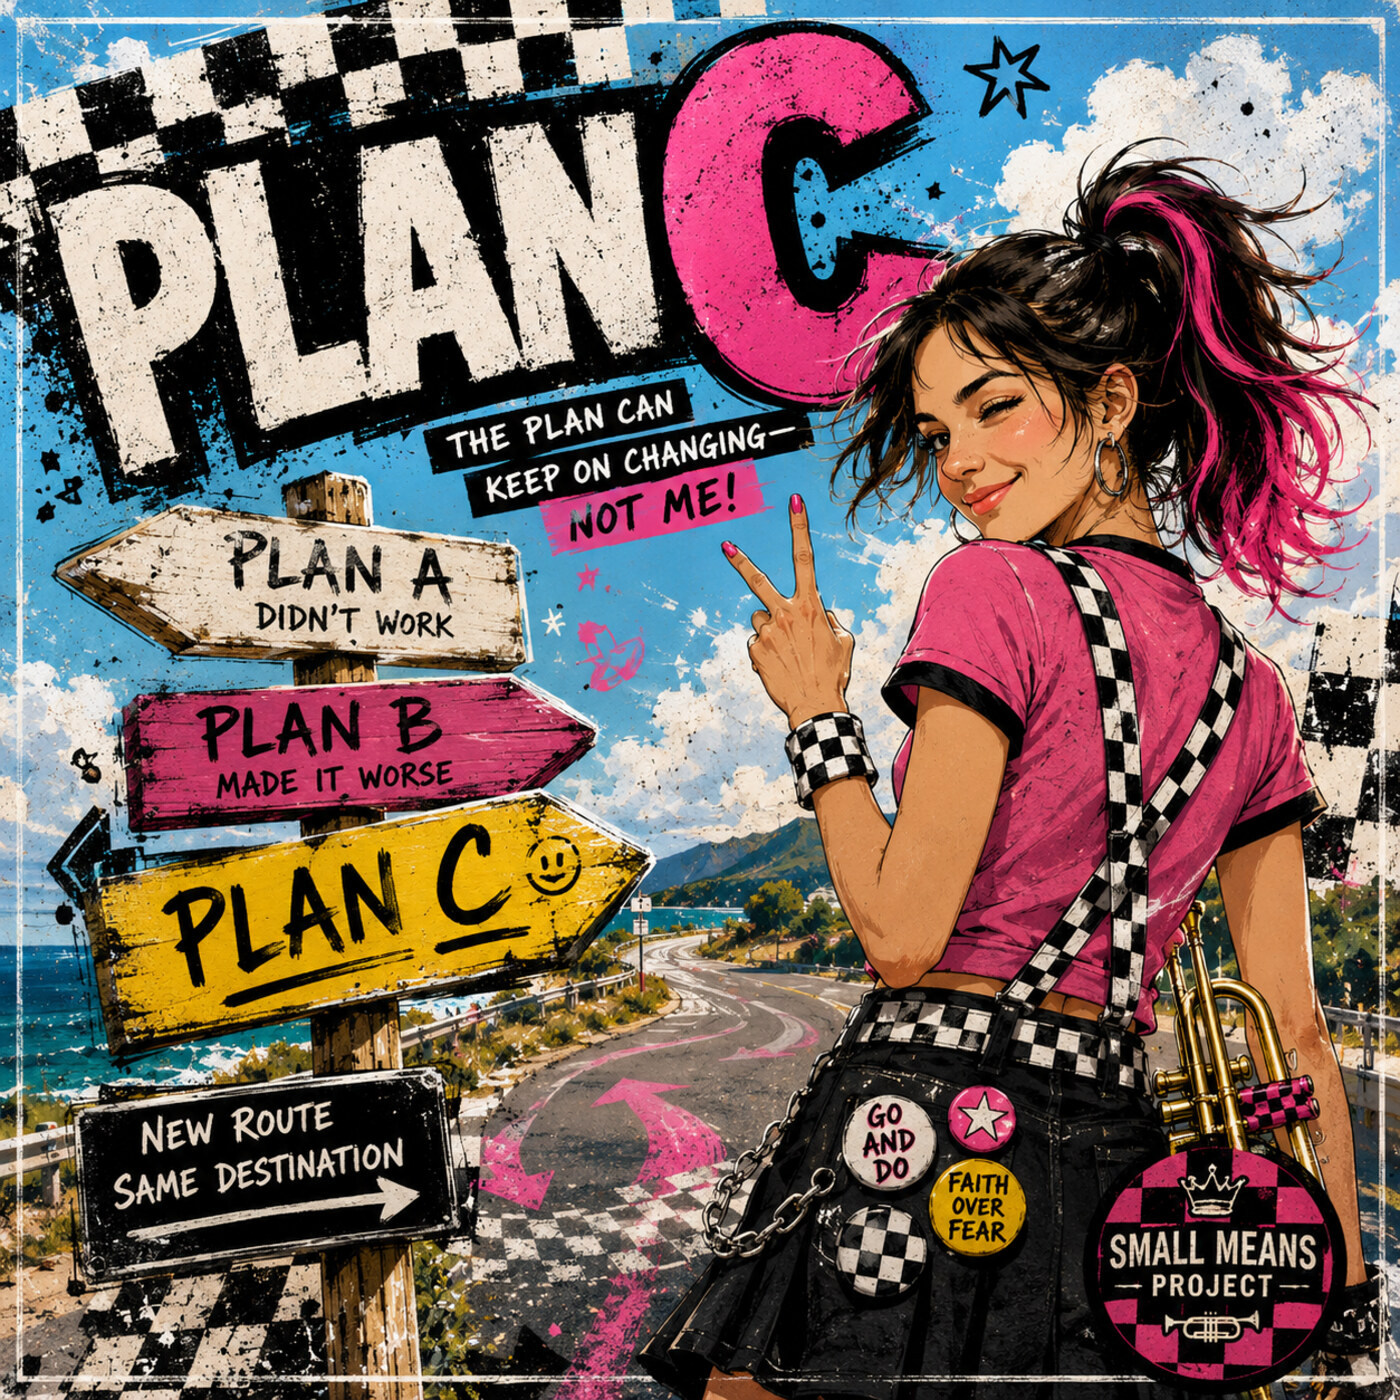 PLAN C
THE PLAN CAN
KEEP ON CHANGING—
NOT ME!
PLAN A
DIDN'T WORK
PLAN B
MADE IT WORSE
PLAN C
NEW ROUTE
SAME DESTINATION
GO
AND
DO
FAITH
OVER
FEAR
SMALL MEANS
PROJECT